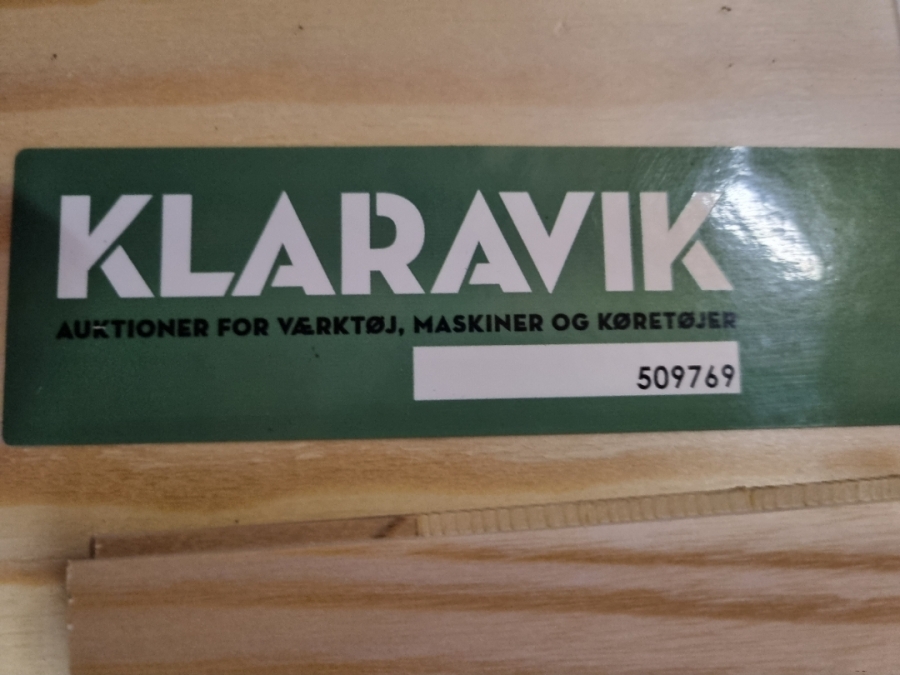 KLARAVIK
AUKTIONER FOR VÆRKTØJ, MASKINER OG KØRETØJER
509769